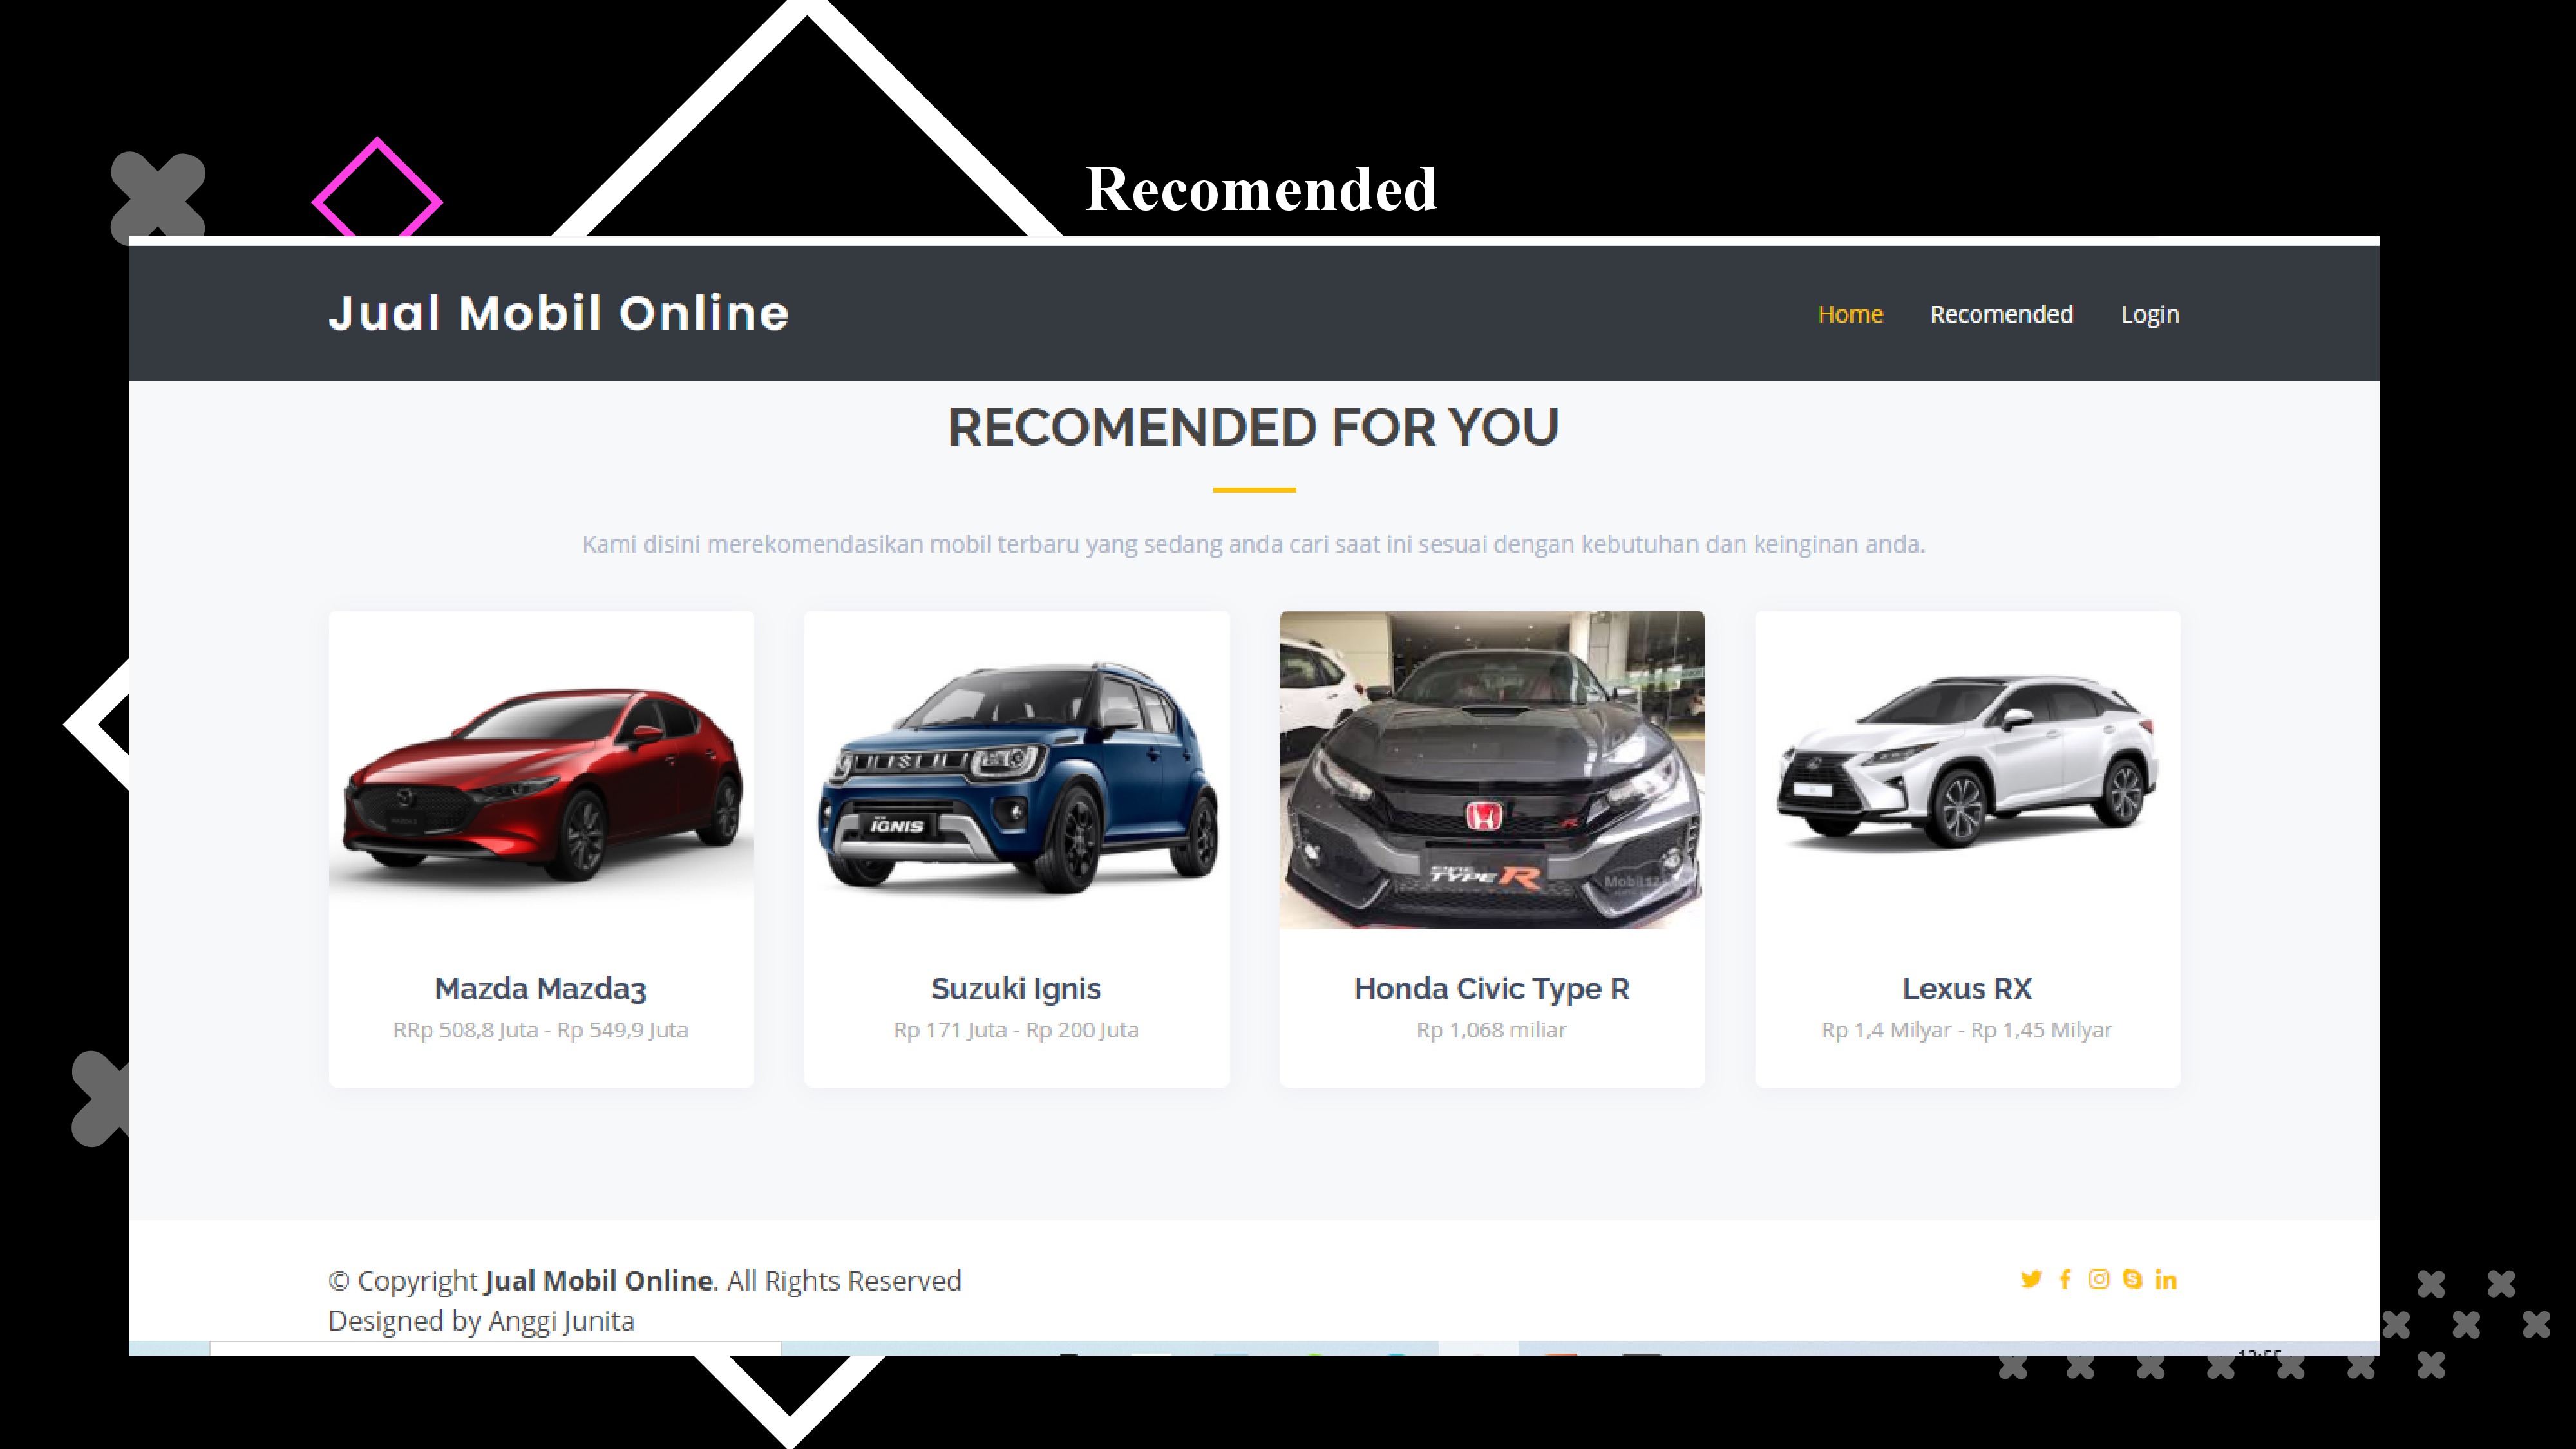 Recomended
Jual Mobil Online
Home Recomended Login
RECOMENDED FOR YOU
Kami disini merekomendasikan mobil terbaru yang sedang anda cari saat ini sesuai dengan kebutuhan dan keinginan anda.
IGNIS
TYPE R
Mazda Mazda3
RRp 508,8 Juta - Rp 549,9 Juta
Suzuki Ignis
Rp 171 Juta - Rp 200 Juta
Honda Civic Type R
Rp 1,068 miliar
Lexus RX
Rp 1,4 Milyar - Rp 1,45 Milyar
© Copyright Jual Mobil Online. All Rights Reserved
Designed by Anggi Junita